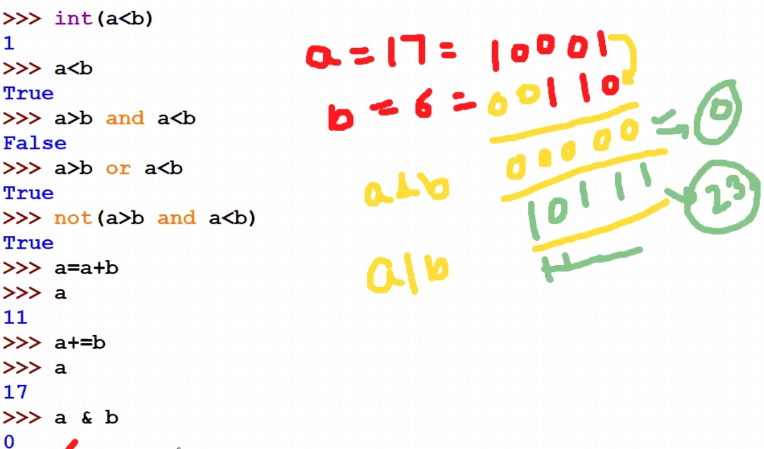 >>> int(a<b)
1
>>> a<b
True
>>> a>b and a<b
False
>>> a>b or a<b
True
>>> not(a>b and a<b)
True
>>> a=a+b
>>> a
11
>>> a+=b
>>> a
17
>>> a & b
0
a=17= 10001
b=6=00110
00000 0
a&b 10111 23
a|b